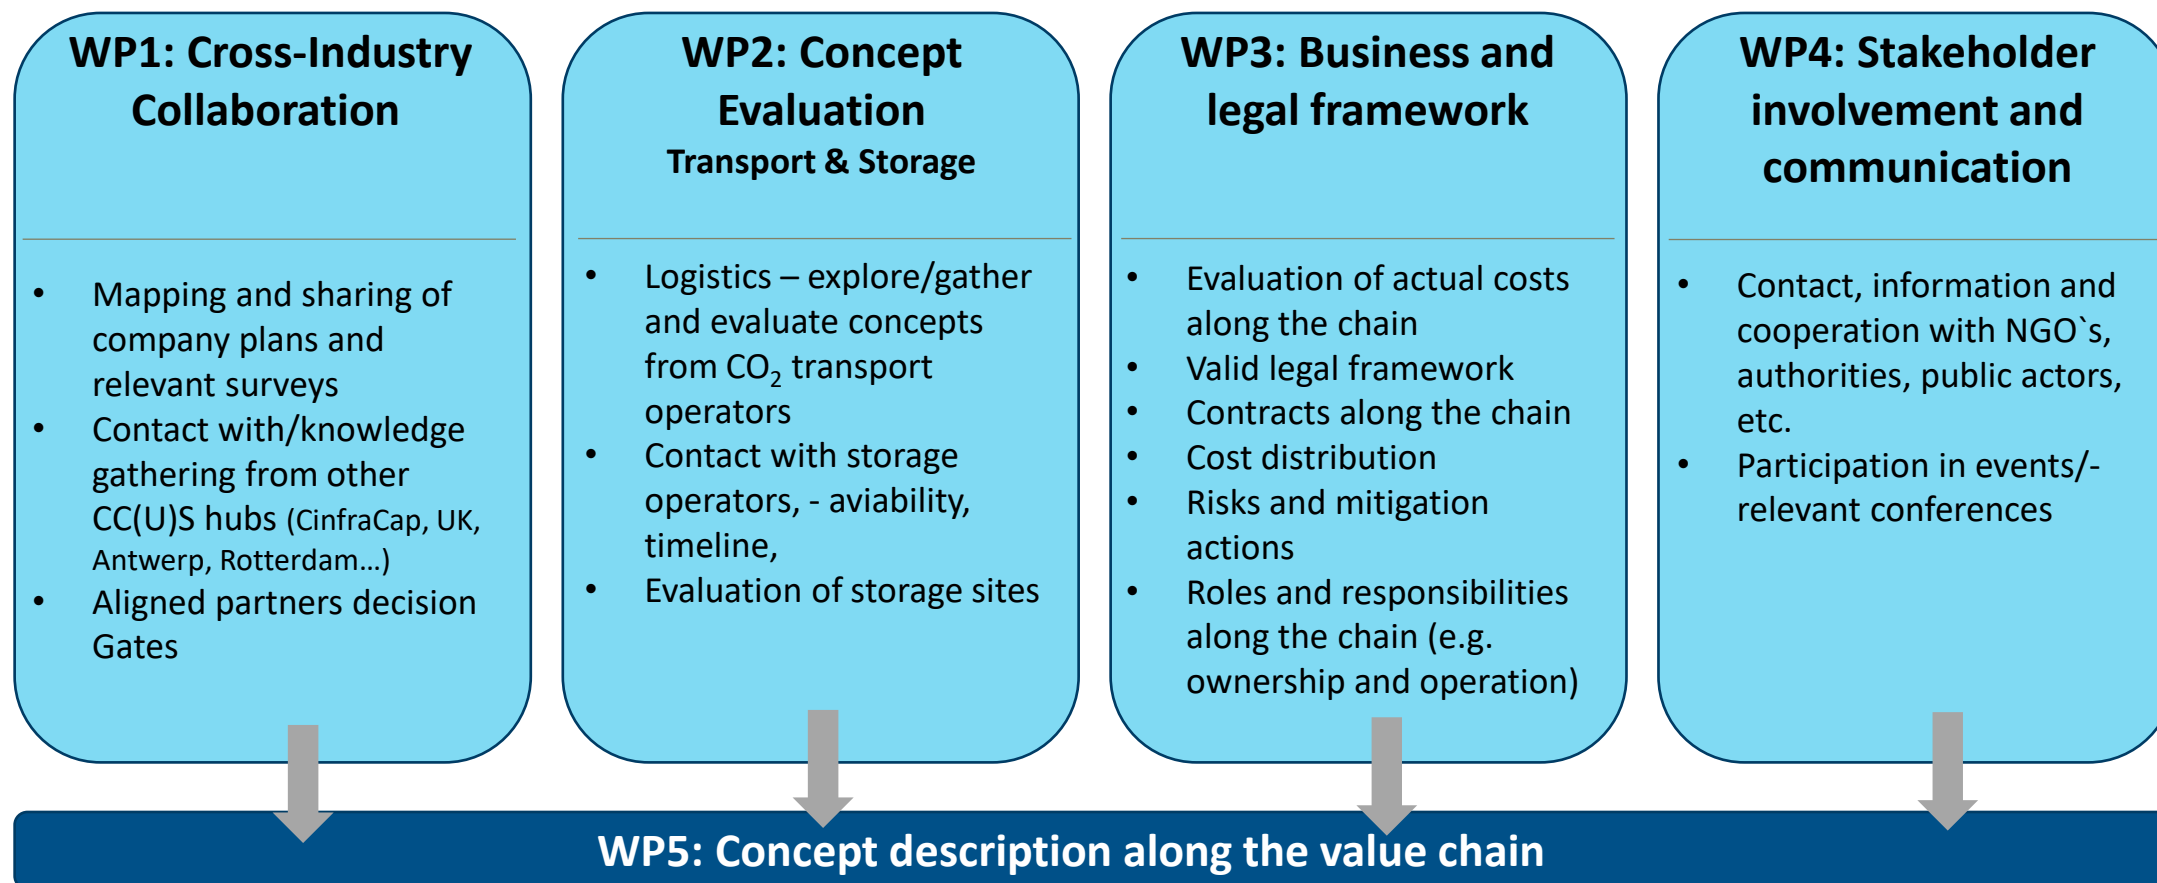 WP1: Cross-Industry
Collaboration
• Mapping and sharing of
company plans and
relevant surveys
• Contact with/knowledge
gathering from other
CC(U)S hubs (CinfraCap, UK,
Antwerp, Rotterdam…)
• Aligned partners decision
Gates
WP2: Concept
Evaluation
Transport & Storage
• Logistics – explore/gather
and evaluate concepts
from CO₂ transport
operators
• Contact with storage
operators, - aviability,
timeline,
• Evaluation of storage sites
WP3: Business and
legal framework
• Evaluation of actual costs
along the chain
• Valid legal framework
• Contracts along the chain
• Cost distribution
• Risks and mitigation
actions
• Roles and responsibilities
along the chain (e.g.
ownership and operation)
WP4: Stakeholder
involvement and
communication
• Contact, information and
cooperation with NGO`s,
authorities, public actors,
etc.
• Participation in events/-
relevant conferences
WP5: Concept description along the value chain